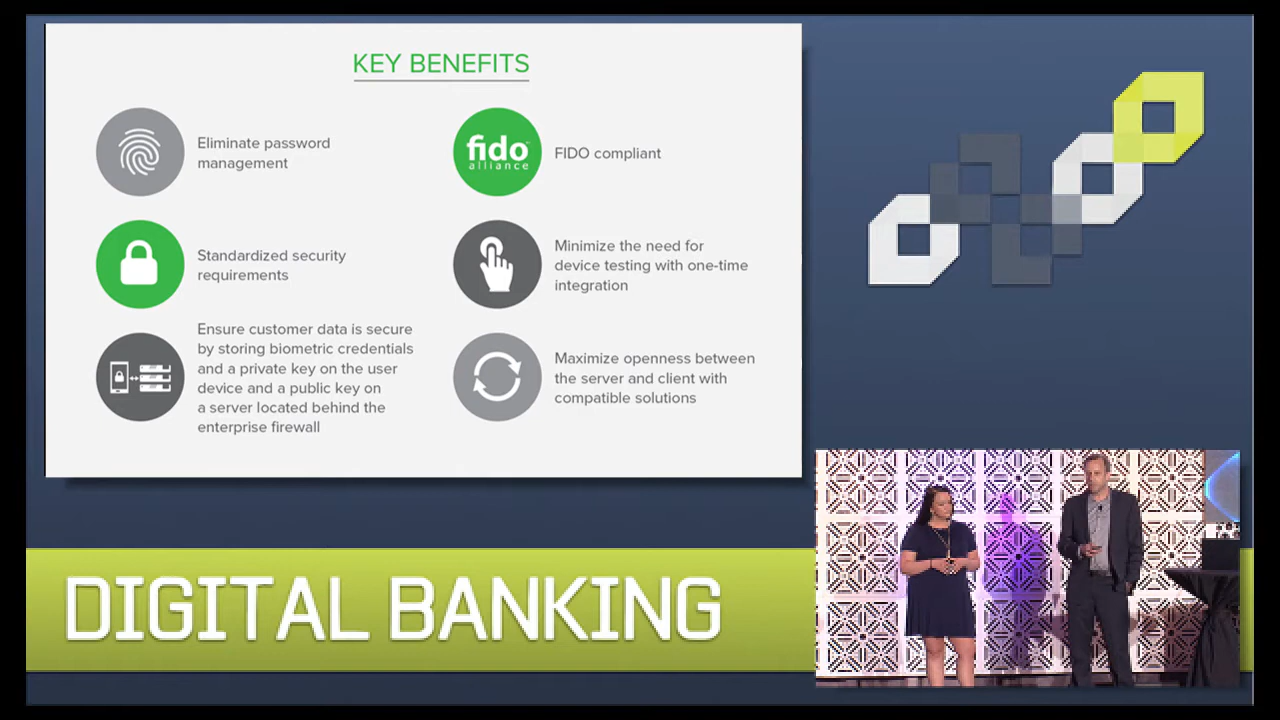 KEY BENEFITS
Eliminate password
management
fido
alliance
FIDO compliant
Standardized security
requirements
Minimize the need for
device testing with one-time
integration
Ensure customer data is secure
by storing biometric credentials
and a private key on the user
device and a public key on
a server located behind the
enterprise firewall
Maximize openness between
the server and client with
compatible solutions
DIGITAL BANKING